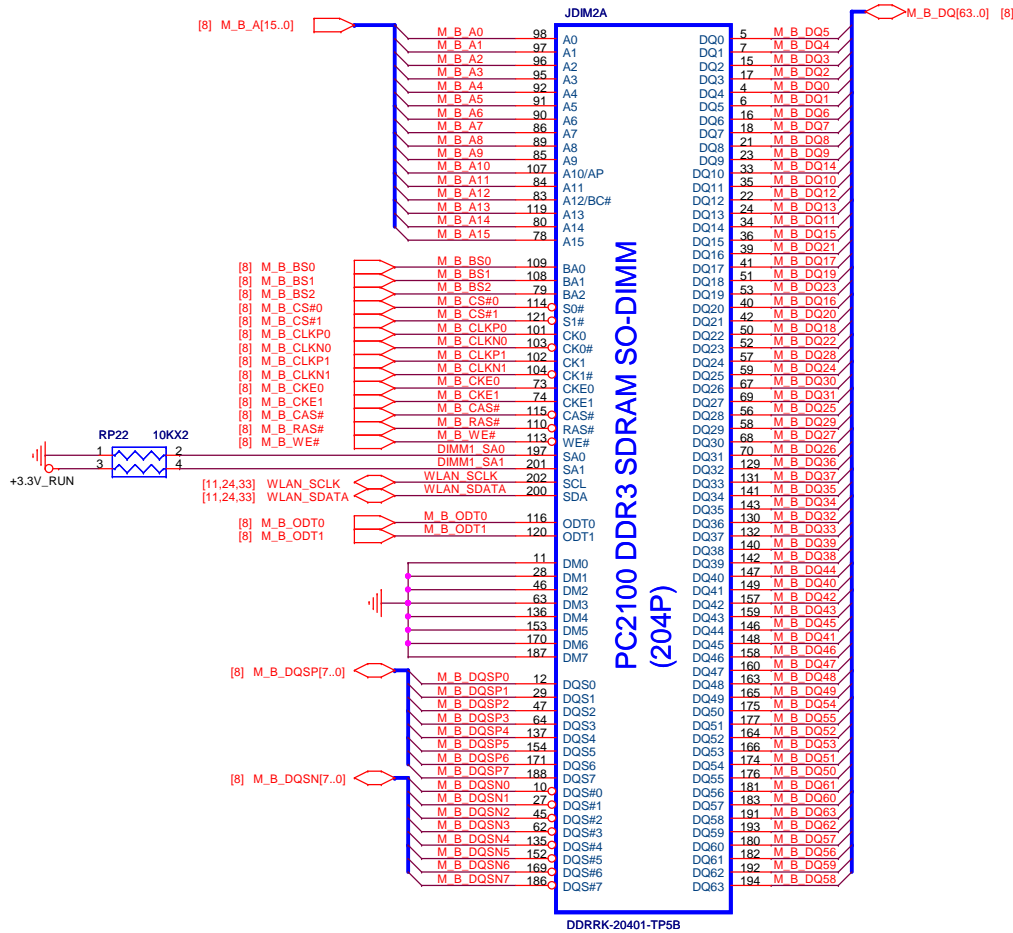 JDIM2A
[8] M_B_A[15..0]
M_B_A0 98 A0
M_B_A1 97 A1
M_B_A2 96 A2
M_B_A3 95 A3
M_B_A4 92 A4
M_B_A5 91 A5
M_B_A6 90 A6
M_B_A7 86 A7
M_B_A8 89 A8
M_B_A9 85 A9
M_B_A10 107 A10/AP
M_B_A11 84 A11
M_B_A12 83 A12/BC#
M_B_A13 119 A13
M_B_A14 80 A14
M_B_A15 78 A15
[8] M_B_BS0 M_B_BS0 109 BA0
[8] M_B_BS1 M_B_BS1 108 BA1
[8] M_B_BS2 M_B_BS2 79 BA2
[8] M_B_CS#0 M_B_CS#0 114 S0#
[8] M_B_CS#1 M_B_CS#1 121 S1#
[8] M_B_CLKP0 M_B_CLKP0 101 CK0
[8] M_B_CLKN0 M_B_CLKN0 103 CK0#
[8] M_B_CLKP1 M_B_CLKP1 102 CK1
[8] M_B_CLKN1 M_B_CLKN1 104 CK1#
[8] M_B_CKE0 M_B_CKE0 73 CKE0
[8] M_B_CKE1 M_B_CKE1 74 CKE1
[8] M_B_CAS# M_B_CAS# 115 CAS#
[8] M_B_RAS# M_B_RAS# 110 RAS#
[8] M_B_WE# M_B_WE# 113 WE#
RP22 10KX2
1 2 DIMM1_SA0 197 SA0
3 4 DIMM1_SA1 201 SA1
+3.3V_RUN
[11,24,33] WLAN_SCLK WLAN_SCLK 202 SCL
[11,24,33] WLAN_SDATA WLAN_SDATA 200 SDA
[8] M_B_ODT0 M_B_ODT0 116 ODT0
[8] M_B_ODT1 M_B_ODT1 120 ODT1
11 DM0
28 DM1
46 DM2
63 DM3
136 DM4
153 DM5
170 DM6
187 DM7
[8] M_B_DQSP[7..0]
M_B_DQSP0 12 DQS0
M_B_DQSP1 29 DQS1
M_B_DQSP2 47 DQS2
M_B_DQSP3 64 DQS3
M_B_DQSP4 137 DQS4
M_B_DQSP5 154 DQS5
M_B_DQSP6 171 DQS6
M_B_DQSP7 188 DQS7
[8] M_B_DQSN[7..0]
M_B_DQSN0 10 DQS#0
M_B_DQSN1 27 DQS#1
M_B_DQSN2 45 DQS#2
M_B_DQSN3 62 DQS#3
M_B_DQSN4 135 DQS#4
M_B_DQSN5 152 DQS#5
M_B_DQSN6 169 DQS#6
M_B_DQSN7 186 DQS#7
PC2100 DDR3 SDRAM SO-DIMM
(204P)
M_B_DQ[63..0] [8]
DQ0 5 M_B_DQ5
DQ1 7 M_B_DQ4
DQ2 15 M_B_DQ3
DQ3 17 M_B_DQ2
DQ4 4 M_B_DQ0
DQ5 6 M_B_DQ1
DQ6 16 M_B_DQ6
DQ7 18 M_B_DQ7
DQ8 21 M_B_DQ8
DQ9 23 M_B_DQ9
DQ10 33 M_B_DQ14
DQ11 35 M_B_DQ10
DQ12 22 M_B_DQ12
DQ13 24 M_B_DQ13
DQ14 34 M_B_DQ11
DQ15 36 M_B_DQ15
DQ16 39 M_B_DQ21
DQ17 41 M_B_DQ17
DQ18 51 M_B_DQ19
DQ19 53 M_B_DQ23
DQ20 40 M_B_DQ16
DQ21 42 M_B_DQ20
DQ22 50 M_B_DQ18
DQ23 52 M_B_DQ22
DQ24 57 M_B_DQ28
DQ25 59 M_B_DQ24
DQ26 67 M_B_DQ30
DQ27 69 M_B_DQ31
DQ28 56 M_B_DQ25
DQ29 58 M_B_DQ29
DQ30 68 M_B_DQ27
DQ31 70 M_B_DQ26
DQ32 129 M_B_DQ36
DQ33 131 M_B_DQ37
DQ34 141 M_B_DQ35
DQ35 143 M_B_DQ34
DQ36 130 M_B_DQ32
DQ37 132 M_B_DQ33
DQ38 140 M_B_DQ39
DQ39 142 M_B_DQ38
DQ40 147 M_B_DQ44
DQ41 149 M_B_DQ40
DQ42 157 M_B_DQ42
DQ43 159 M_B_DQ43
DQ44 146 M_B_DQ45
DQ45 148 M_B_DQ41
DQ46 158 M_B_DQ46
DQ47 160 M_B_DQ47
DQ48 163 M_B_DQ48
DQ49 165 M_B_DQ49
DQ50 175 M_B_DQ54
DQ51 177 M_B_DQ55
DQ52 164 M_B_DQ52
DQ53 166 M_B_DQ53
DQ54 174 M_B_DQ51
DQ55 176 M_B_DQ50
DQ56 181 M_B_DQ61
DQ57 183 M_B_DQ60
DQ58 191 M_B_DQ63
DQ59 193 M_B_DQ62
DQ60 180 M_B_DQ57
DQ61 182 M_B_DQ56
DQ62 192 M_B_DQ59
DQ63 194 M_B_DQ58
DDRRK-20401-TP5B